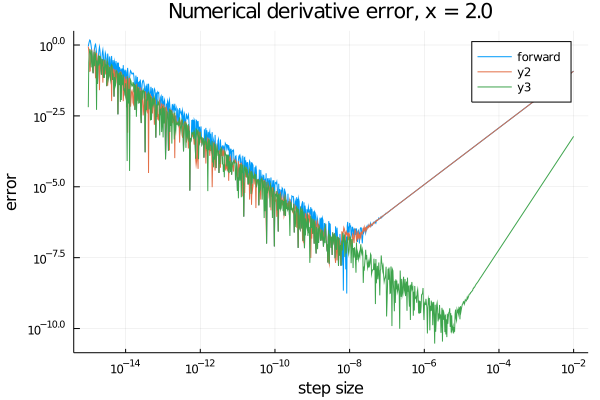 Numerical derivative error, x = 2.0
10^0.0
10^-2.5
10^-5.0
10^-7.5
10^-10.0
error
forward
y2
y3
10^-14
10^-12
10^-10
10^-8
10^-6
10^-4
10^-2
step size